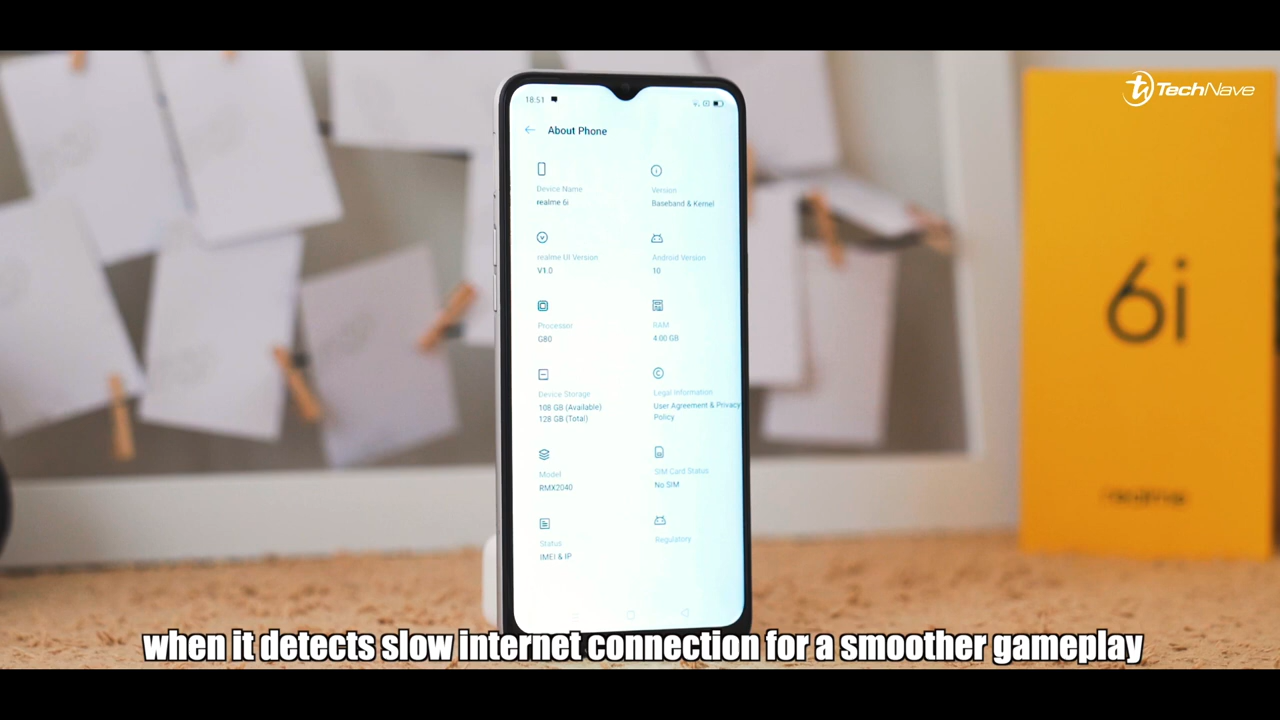 TechNave
18:51
About Phone
Device Name
realme 6i
Version
Baseband & Kernel
realme UI Version
V1.0
Android Version
10
Processor
G80
RAM
4.00 GB
Device Storage
108 GB (Available)
128 GB (Total)
Legal Information
User Agreement & Privacy
Policy
Model
RMX2040
SIM Card Status
No SIM
Status
IMEI & IP
Regulatory
6i
realme
when it detects slow internet connection for a smoother gameplay